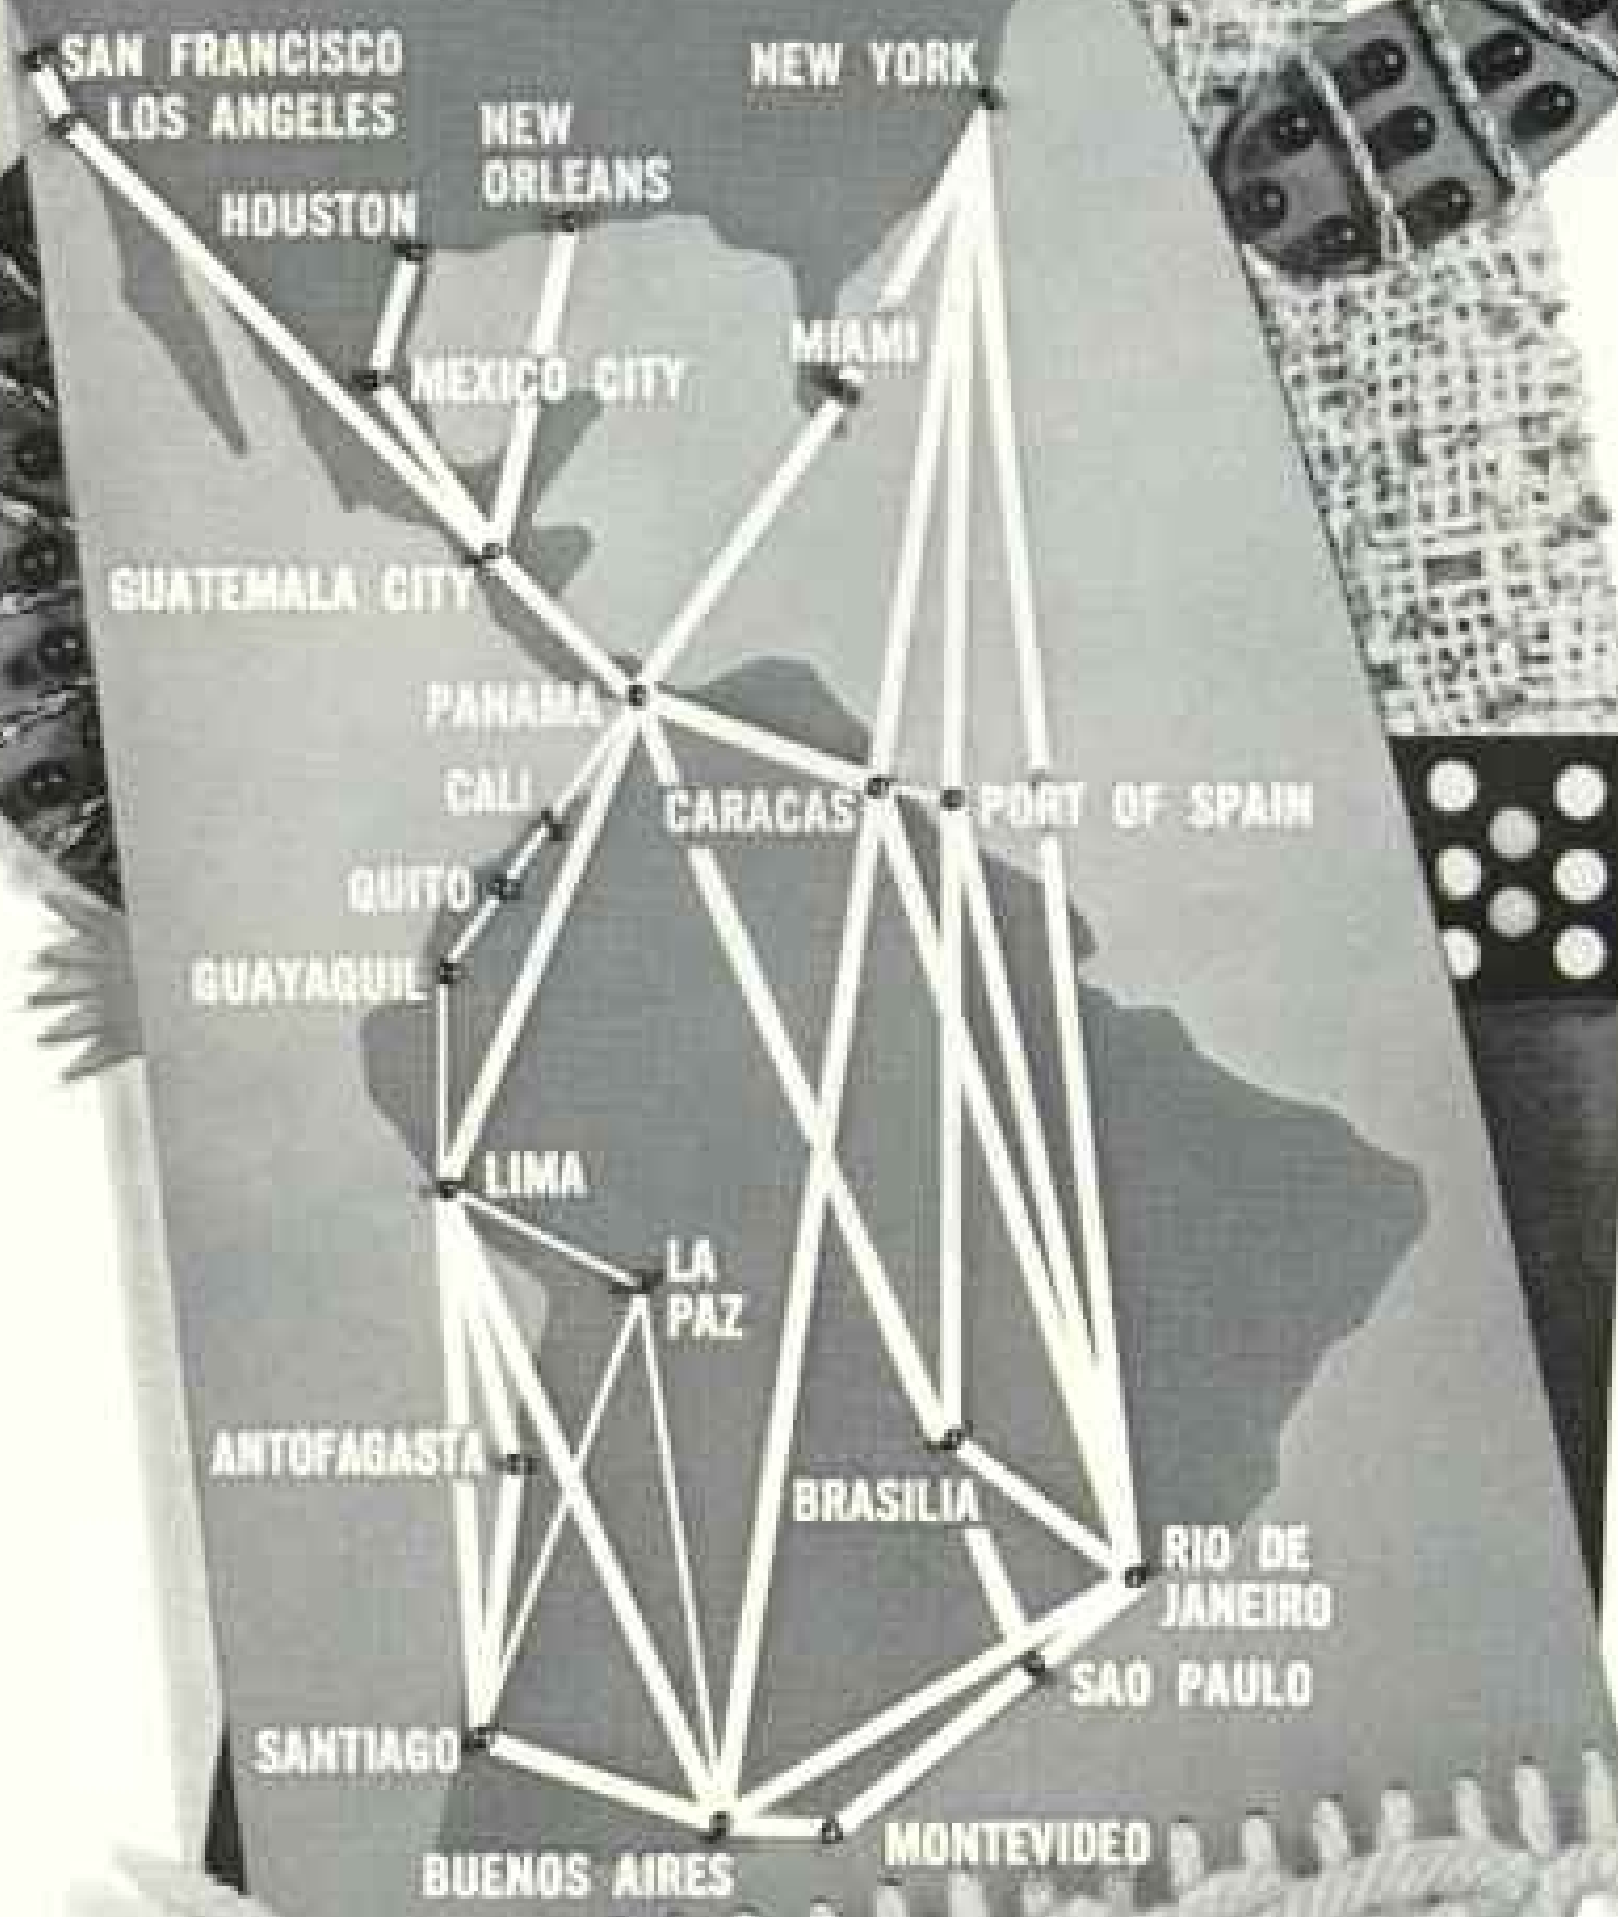 SAN FRANCISCO
LOS ANGELES
NEW
ORLEANS
NEW YORK
HOUSTON
MIAMI
MEXICO CITY
GUATEMALA CITY
PANAMA
CALI
CARACAS
PORT OF SPAIN
QUITO
GUAYAQUIL
LIMA
LA
PAZ
ANTOFAGASTA
BRASILIA
RIO DE
JANEIRO
SAO PAULO
SANTIAGO
MONTEVIDEO
BUENOS AIRES